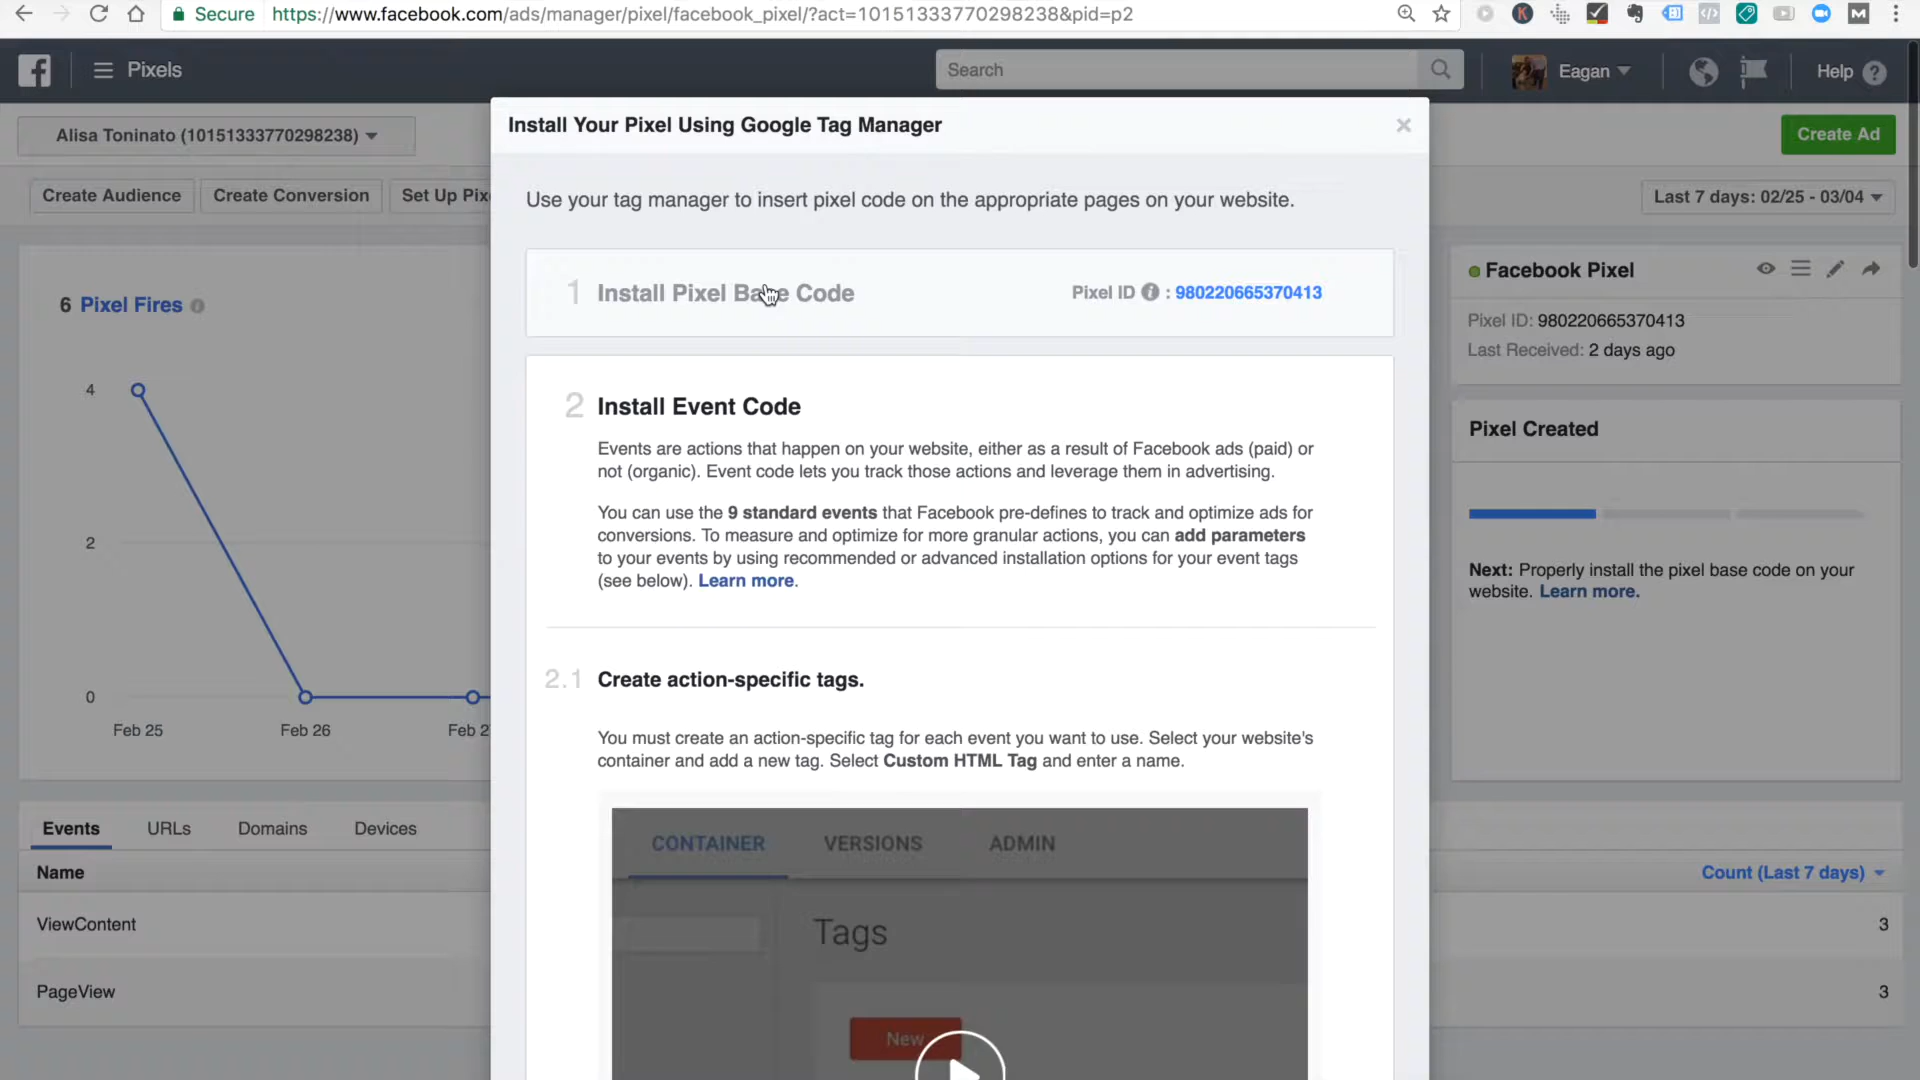 Secure https://www.facebook.com/ads/manager/pixel/facebook_pixel/?act=10151333770298238&pid=p2
Pixels
Search
Eagan
Help
Alisa Toninato (10151333770298238)
Create Ad
Create Audience
Create Conversion
Set Up Pix
Last 7 days: 02/25 - 03/04
Install Your Pixel Using Google Tag Manager
Use your tag manager to insert pixel code on the appropriate pages on your website.
1 Install Pixel Base Code
Pixel ID : 980220665370413
2 Install Event Code
Events are actions that happen on your website, either as a result of Facebook ads (paid) or
not (organic). Event code lets you track those actions and leverage them in advertising.
You can use the 9 standard events that Facebook pre-defines to track and optimize ads for
conversions. To measure and optimize for more granular actions, you can add parameters
to your events by using recommended or advanced installation options for your event tags
(see below). Learn more.
2.1 Create action-specific tags.
You must create an action-specific tag for each event you want to use. Select your website's
container and add a new tag. Select Custom HTML Tag and enter a name.
CONTAINER VERSIONS ADMIN
Tags
New
6 Pixel Fires
4
2
0
Feb 25
Feb 26
Feb 2
Facebook Pixel
Pixel ID: 980220665370413
Last Received: 2 days ago
Pixel Created
Next: Properly install the pixel base code on your
website. Learn more.
Events URLs Domains Devices
Name
Count (Last 7 days)
ViewContent
3
PageView
3